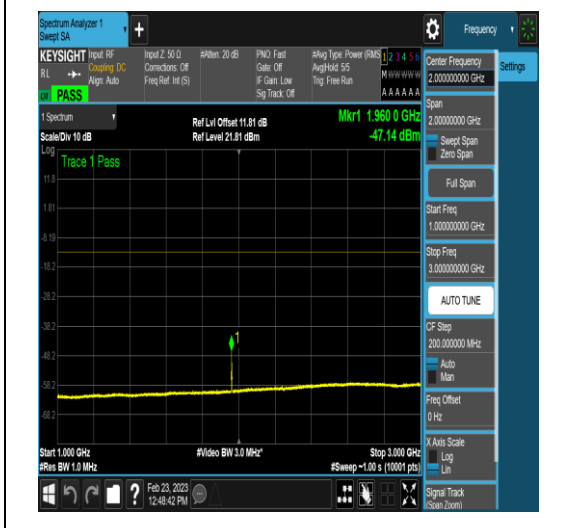 Spectrum Analyzer 1
Swept SA
+
Frequency
KEYSIGHT
RL
PASS
Input: RF
Coupling: DC
Align: Auto
Input Z: 50 Ω
Corrections: Off
Freq Ref: Int (S)
#Atten: 20 dB
PNO: Fast
Gate: Off
IF Gain: Low
Sig Track: Off
#Avg Type: Power (RMS
Avg|Hold: 5/5
Trig: Free Run
1 2 3 4 5 6
M W W W W W
A A A A A A
1 Spectrum
Scale/Div 10 dB
Log
Ref Lvl Offset 11.81 dB
Ref Level 21.81 dBm
Mkr1 1.960 0 GHz
-47.14 dBm
Trace 1 Pass
11.8
1.81
-8.19
-18.2
-28.2
-38.2
-48.2
-58.2
-68.2
1
Start 1.000 GHz
#Res BW 1.0 MHz
#Video BW 3.0 MHz*
Stop 3.000 GHz
#Sweep ~1.00 s (10001 pts)
?
Feb 23, 2023
12:48:42 PM
Center Frequency
2.000000000 GHz
Span
2.00000000 GHz
Swept Span
Zero Span
Full Span
Start Freq
1.000000000 GHz
Stop Freq
3.000000000 GHz
AUTO TUNE
CF Step
200.000000 MHz
Auto
Man
Freq Offset
0 Hz
X Axis Scale
Log
Lin
Signal Track
(Span Zoom)
Settings